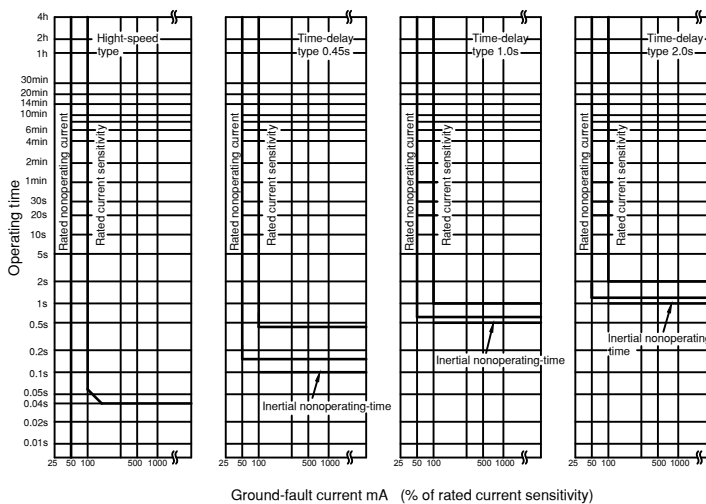 4h
2h
1h
30min
20min
14min
10min
6min
4min
2min
1min
30s
20s
10s
5s
2s
1s
0.5s
0.2s
0.1s
0.05s
0.04s
0.02s
0.01s
Operating time
Hight-speed
type
Rated nonoperating current
Rated current sensitivity
25 50 100 500 1000
Time-delay
type 0.45s
Rated nonoperating current
Rated current sensitivity
Inertial nonoperating-time
25 50 100 500 1000
Time-delay
type 1.0s
Rated nonoperating current
Rated current sensitivity
Inertial nonoperating-time
25 50 100 500 1000
Time-delay
type 2.0s
Rated nonoperating current
Rated current sensitivity
Inertial nonoperating
time
25 50 100 500 1000
Ground-fault current mA (% of rated current sensitivity)